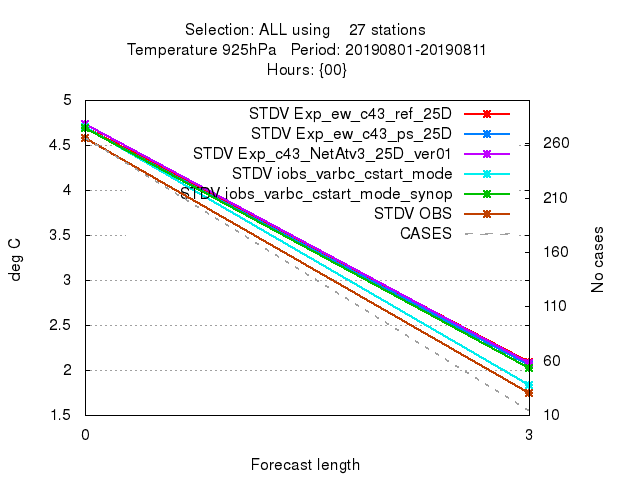 Selection: ALL using 27 stations
Temperature 925hPa Period: 20190801-20190811
Hours: {00}
5
4.5
4
3.5
3
2.5
2
1.5
deg C
STDV Exp_ew_c43_ref_25D
STDV Exp_ew_c43_ps_25D
STDV Exp_c43_NetAtv3_25D_ver01
STDV iobs_varbc_cstart_mode
STDV iobs_varbc_cstart_mode_synop
STDV OBS
CASES
260
210
160
110
60
10
No cases
0
3
Forecast length